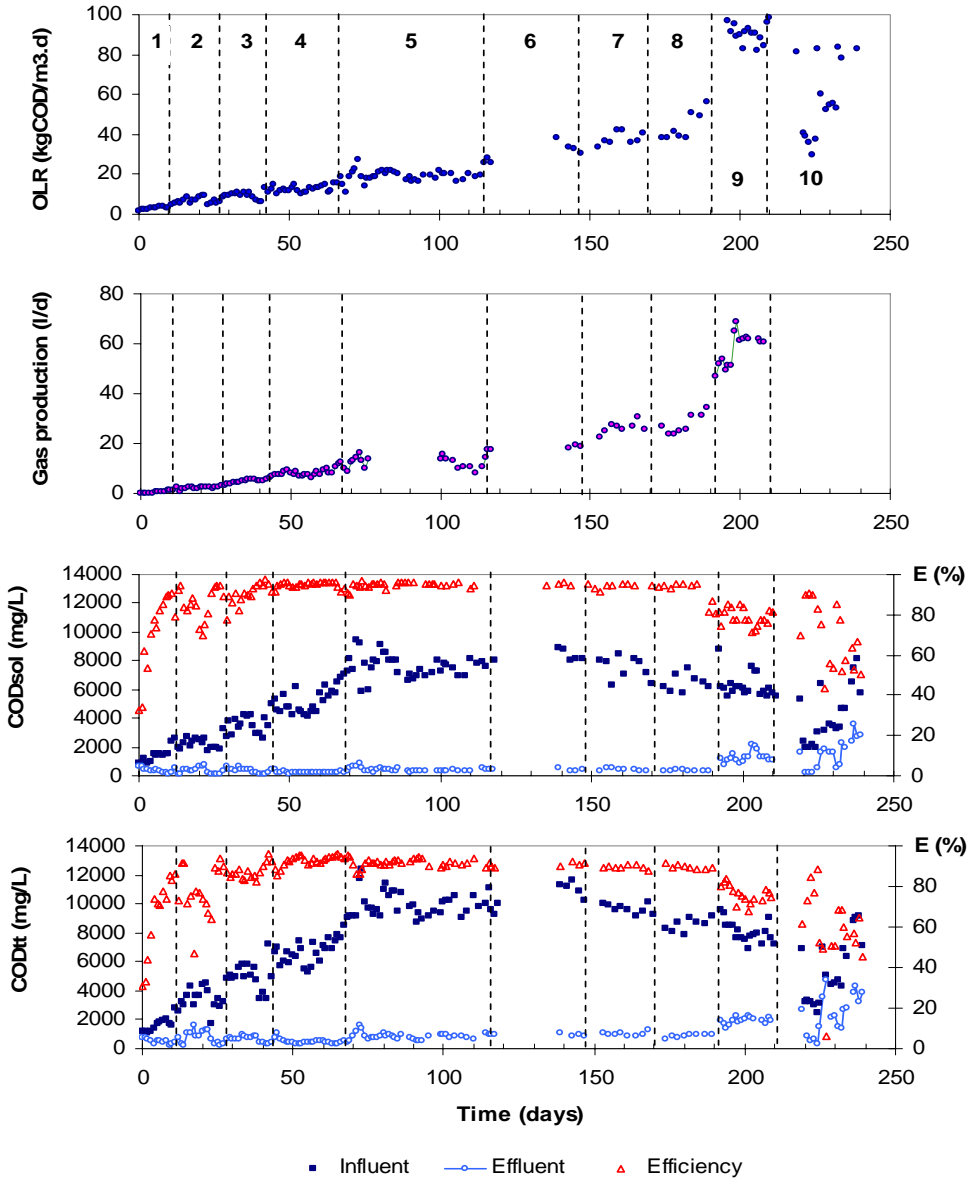 OLR (kgCOD/m3.d)
100
80
60
40
20
0
1 2 3 4 5 6 7 8
9 10
0 50 100 150 200 250
Gas production (l/d)
80
60
40
20
0
0 50 100 150 200 250
CODsol (mg/L)
14000
12000
10000
8000
6000
4000
2000
0
E (%)
80
60
40
20
0
0 50 100 150 200 250
CODtt (mg/L)
14000
12000
10000
8000
6000
4000
2000
0
E (%)
80
60
40
20
0
0 50 100 150 200 250
Time (days)
Influent Effluent Efficiency